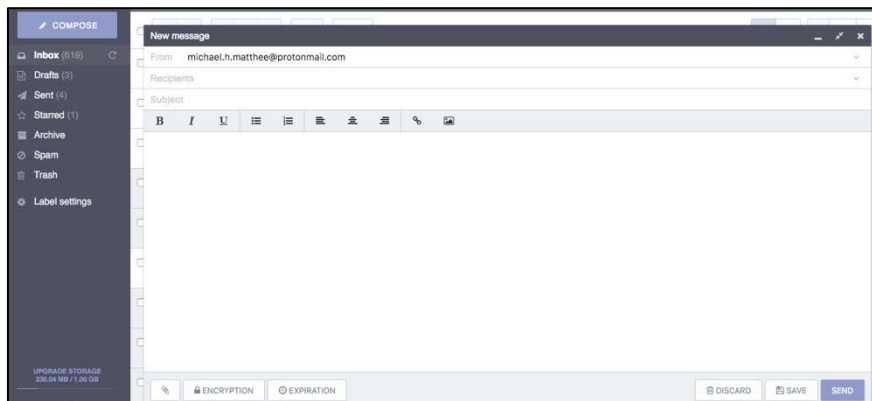 COMPOSE
Inbox (619)
Drafts (3)
Sent (4)
Starred (1)
Archive
Spam
Trash
Label settings
UPGRADE STORAGE
230.04 MB / 1.00 GB
New message
From michael.h.matthee@protonmail.com
Recipients
Subject
B I U
ENCRYPTION EXPIRATION DISCARD SAVE SEND